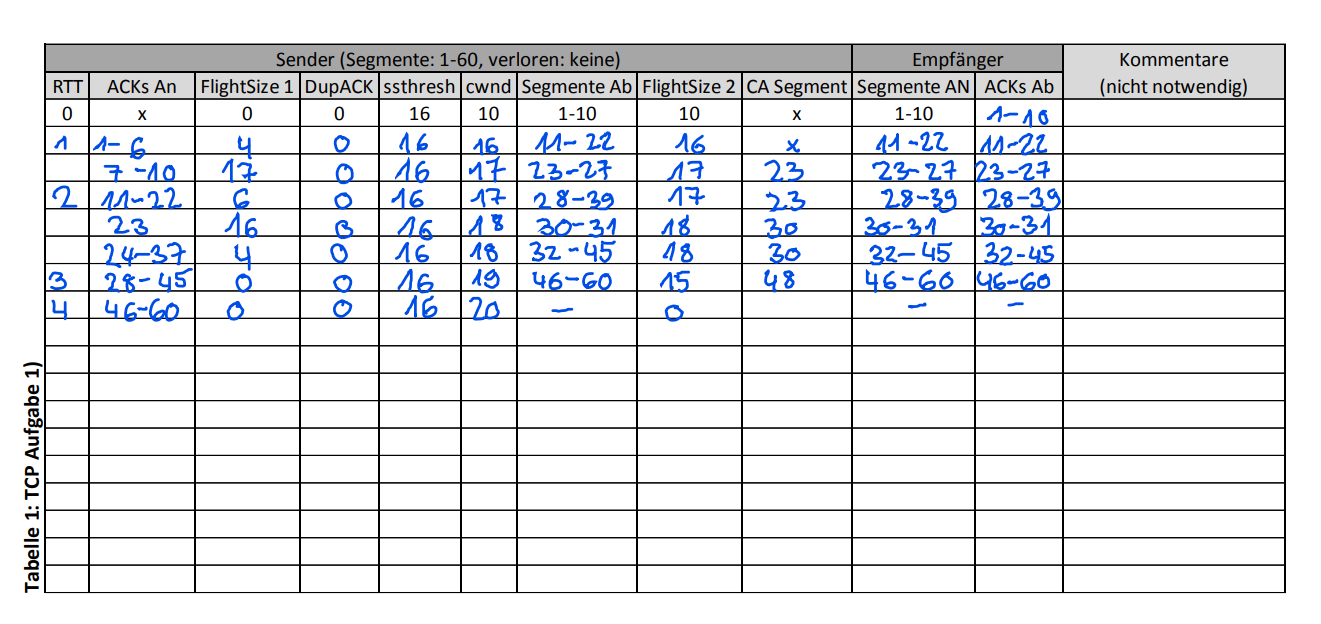 Sender (Segmente: 1-60, verloren: keine) Empfänger Kommentare
RTT ACKs An FlightSize 1 DupACK ssthresh cwnd Segmente Ab FlightSize 2 CA Segment Segmente AN ACKs Ab (nicht notwendig)
0 x 0 0 16 10 1-10 10 x 1-10 1-10
1 1-6 4 0 16 16 11-22 16 x 11-22 11-22
7-10 17 0 16 17 23-27 17 23 23-27 23-27
2 11-22 6 0 16 17 28-39 17 23 28-39 28-39
23 16 16 18 30-31 18 30 30-31 30-31
24-37 4 0 16 18 32-45 18 30 32-45 32-45
3 28-45 0 0 16 19 46-60 15 48 46-60 46-60
4 46-60 0 0 16 20 - 0 - -
Tabelle 1: TCP Aufgabe 1)